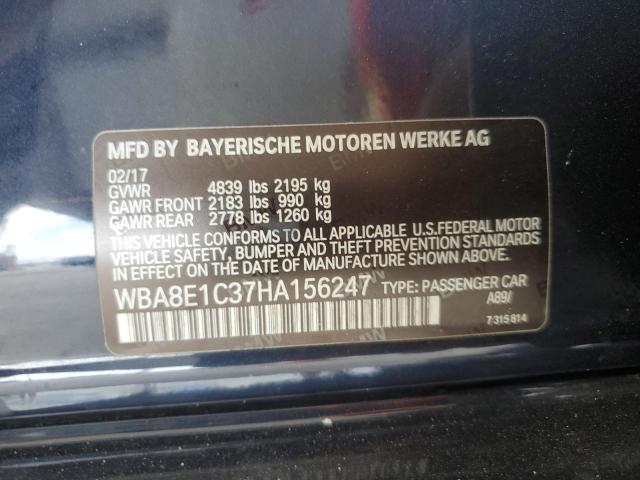 MFD BY BAYERISCHE MOTOREN WERKE AG
02/17
GVWR 4839 lbs 2195 kg
GAWR FRONT 2183 lbs 990 kg
GAWR REAR 2778 lbs 1260 kg
THIS VEHICLE CONFORMS TO ALL APPLICABLE U.S.FEDERAL MOTOR
VEHICLE SAFETY, BUMPER AND THEFT PREVENTION STANDARDS
IN EFFECT ON THE DATE OF MANUFACTURE SHOWN ABOVE.
WBA8E1C37HA156247 TYPE: PASSENGER CAR
A89/
7315814